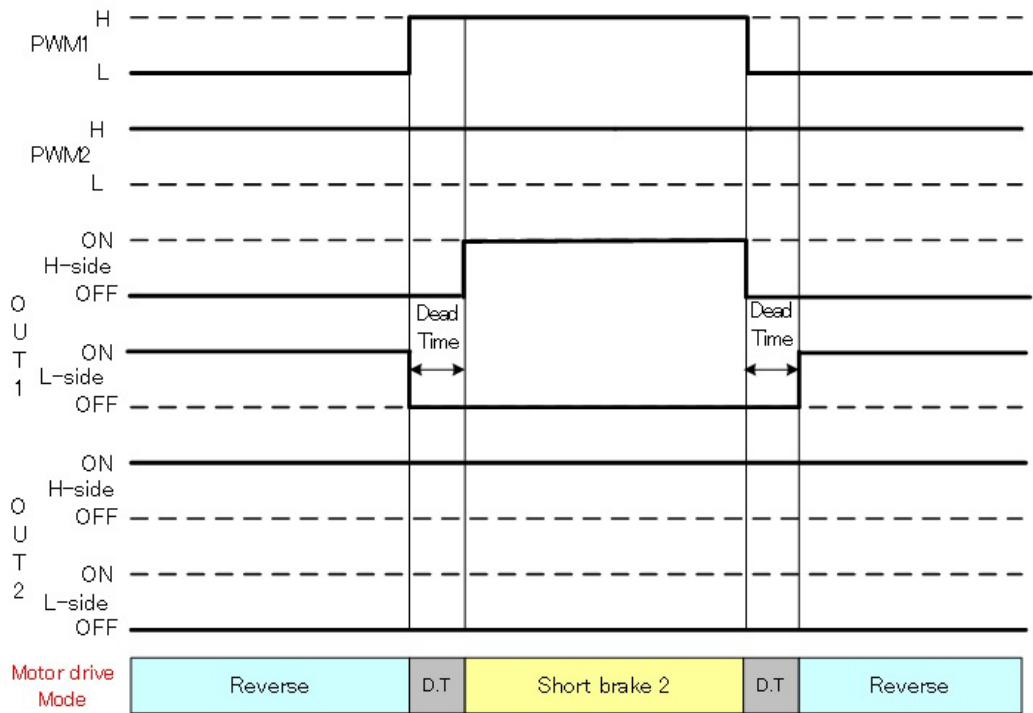 H
PWM1
L
H
PWM2
L
ON
H-side
OFF
Dead
Time
Dead
Time
O
U
T
1
ON
L-side
OFF
ON
H-side
OFF
O
U
T
2
ON
L-side
OFF
Motor drive
Mode
Reverse
D.T
Short brake 2
D.T
Reverse